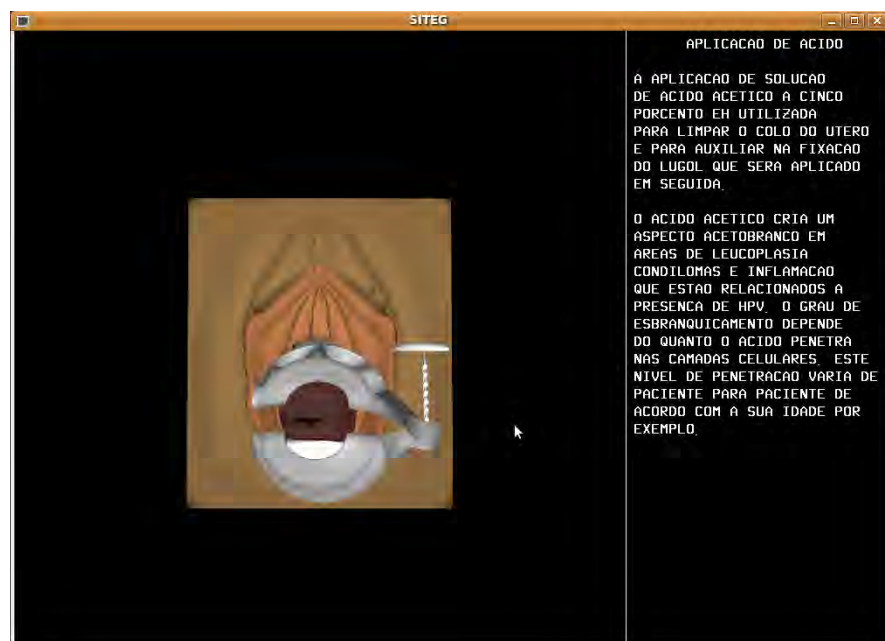 SITEG
APLICACAO DE ACIDO
A APLICACAO DE SOLUCAO
DE ACIDO ACETICO A CINCO
PORCENTO EH UTILIZADA
PARA LIMPAR O COLO DO UTERO
E PARA AUXILIAR NA FIXACAO
DO LUGOL QUE SERA APLICADO
EM SEGUIDA.
O ACIDO ACETICO CRIA UM
ASPECTO ACETOBRANCO EM
AREAS DE LEUCOPLASIA
CONDILOMAS E INFLAMACAO
QUE ESTAO RELACIONADOS A
PRESENCA DE HPV. O GRAU DE
ESBRANQUICAMENTO DEPENDE
DO QUANTO O ACIDO PENETRA
NAS CAMADAS CELULARES. ESTE
NIVEL DE PENETRACAO VARIA DE
PACIENTE PARA PACIENTE DE
ACORDO COM A SUA IDADE POR
EXEMPLO.